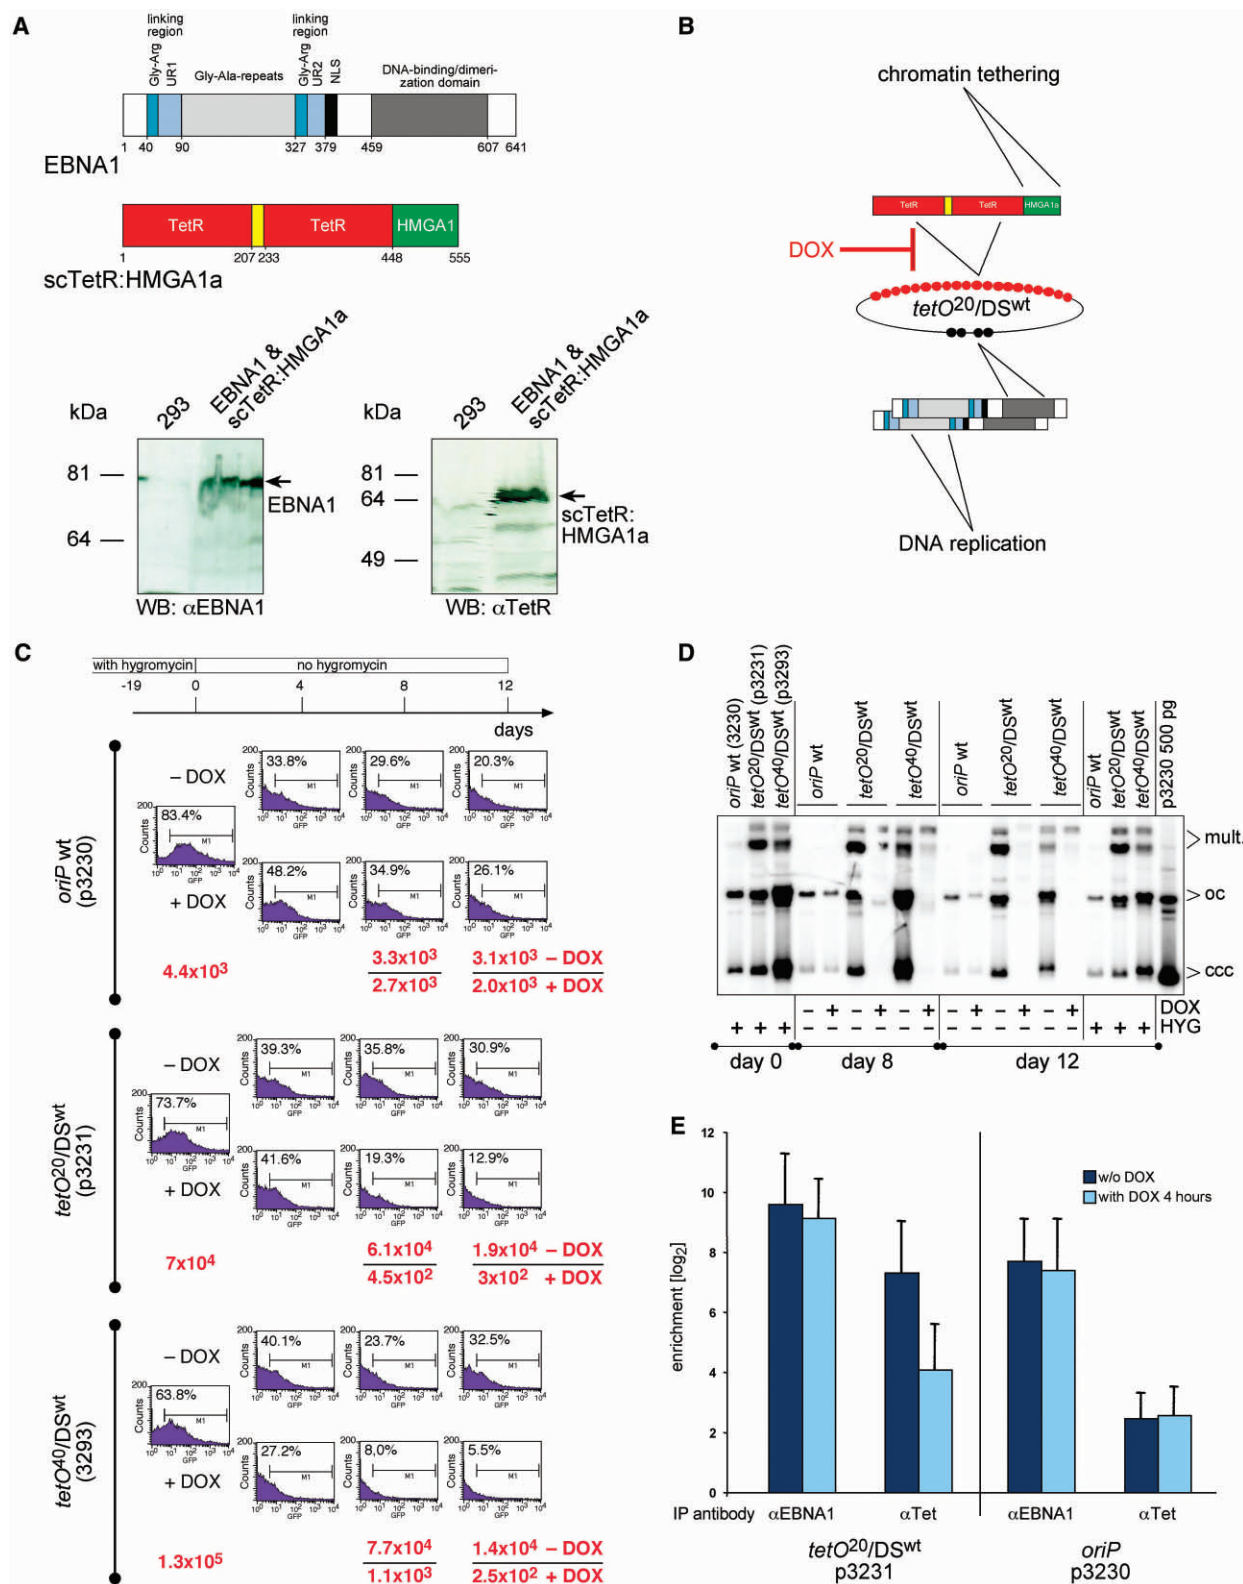 A
linking region
linking region
Gly-Arg
UR1
Gly-Ala-repeats
Gly-Arg
UR2
NLS
DNA-binding/dimeri-
zation domain
1 40 90 327 379 459 607 641
EBNA1
TetR TetR HMGA1
1 207 233 448 555
scTetR:HMGA1a
kDa
293
EBNA1 &
scTetR:HMGA1a
81
64
EBNA1
WB: αEBNA1
kDa
293
EBNA1 &
scTetR:HMGA1a
81
64
49
scTetR:
HMGA1a
WB: αTetR
B
chromatin tethering
TetR TetR HMGA1a
DOX
tetO20/DSwt
DNA replication
C
with hygromycin no hygromycin
-19 0 4 8 12
days
oriP wt
(p3230)
– DOX
+ DOX
83.4%
33.8% 29.6% 20.3%
48.2% 34.9% 26.1%
4.4x10³
3.3x10³ 3.1x10³ – DOX
2.7x10³ 2.0x10³ + DOX
tetO20/DSwt
(p3231)
– DOX
+ DOX
73.7%
39.3% 35.8% 30.9%
41.6% 19.3% 12.9%
7x10⁴
6.1x10⁴ 1.9x10⁴ – DOX
4.5x10² 3x10² + DOX
tetO40/DSwt
(3293)
– DOX
+ DOX
63.8%
40.1% 23.7% 32.5%
27.2% 8,0% 5.5%
1.3x10⁵
7.7x10⁴ 1.4x10⁴ – DOX
1.1x10³ 2.5x10² + DOX
D
oriP wt (3230)
tetO20/DSwt (p3231)
tetO40/DSwt (p3293)
oriP wt
tetO20/DSwt
tetO40/DSwt
oriP wt
tetO20/DSwt
tetO40/DSwt
oriP wt
tetO20/DSwt
tetO40/DSwt
p3230 500 pg
mult.
oc
ccc
– + – + – + – + – + – + DOX
+ + + – – – – – – – – – – – – + + + HYG
day 0 day 8 day 12
E
enrichment [log2]
12
10
8
6
4
2
0
w/o DOX
with DOX 4 hours
IP antibody αEBNA1 αTet αEBNA1 αTet
tetO20/DSwt oriP
p3231 p3230